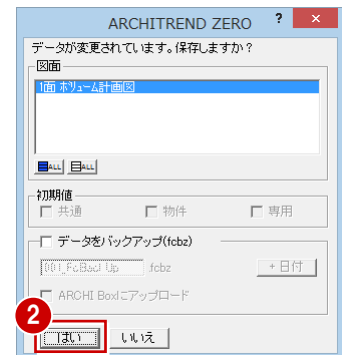 ARCHITREND ZERO ? ×
データが変更されています。保存しますか？
図面
1面 ボリューム計画図
ALL ALL
初期値
共通 物件 専用
データをバックアップ(fcbz)
001_FcBacl Up fcbz +日付
ARCHI Boxにアップロード
2
はい いいえ